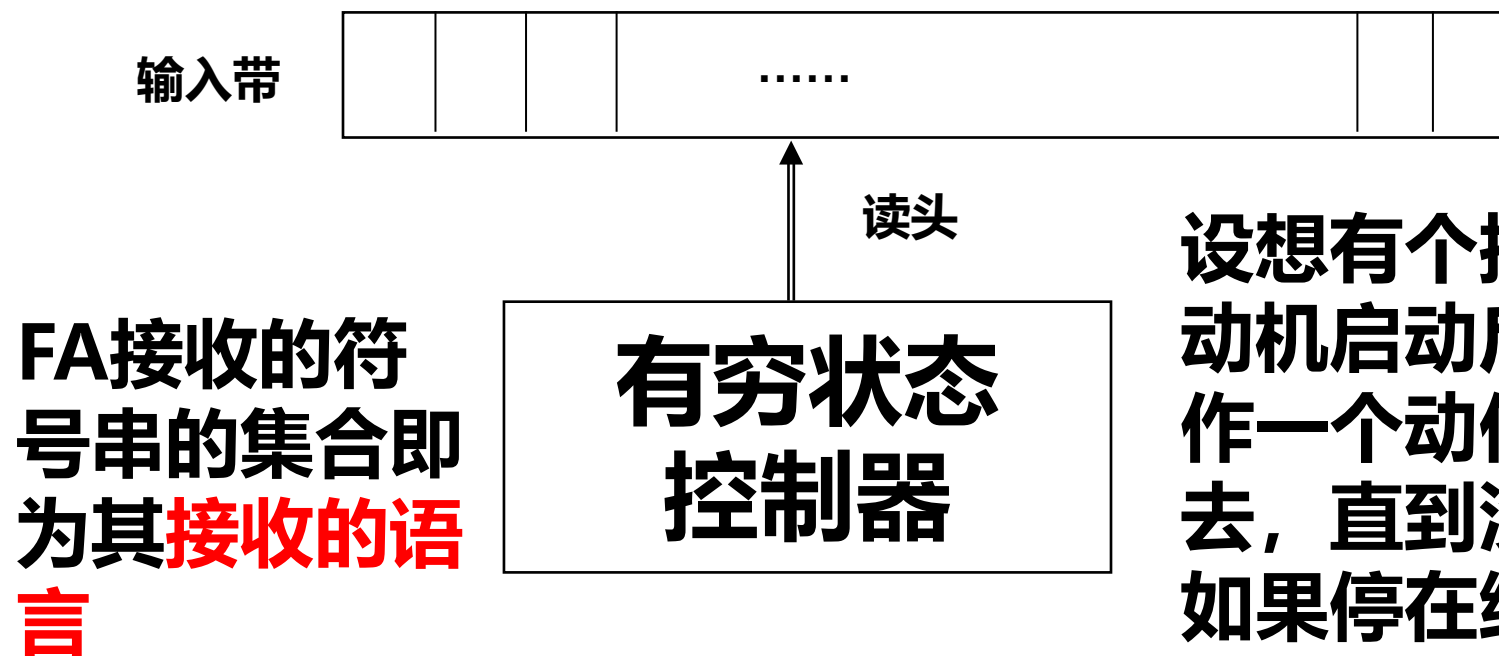 输入带
......
读头
FA接收的符
号串的集合即
为其接收的语
言
有穷状态
控制器
设想有个
动机启动
作一个动
去，直到
如果停在